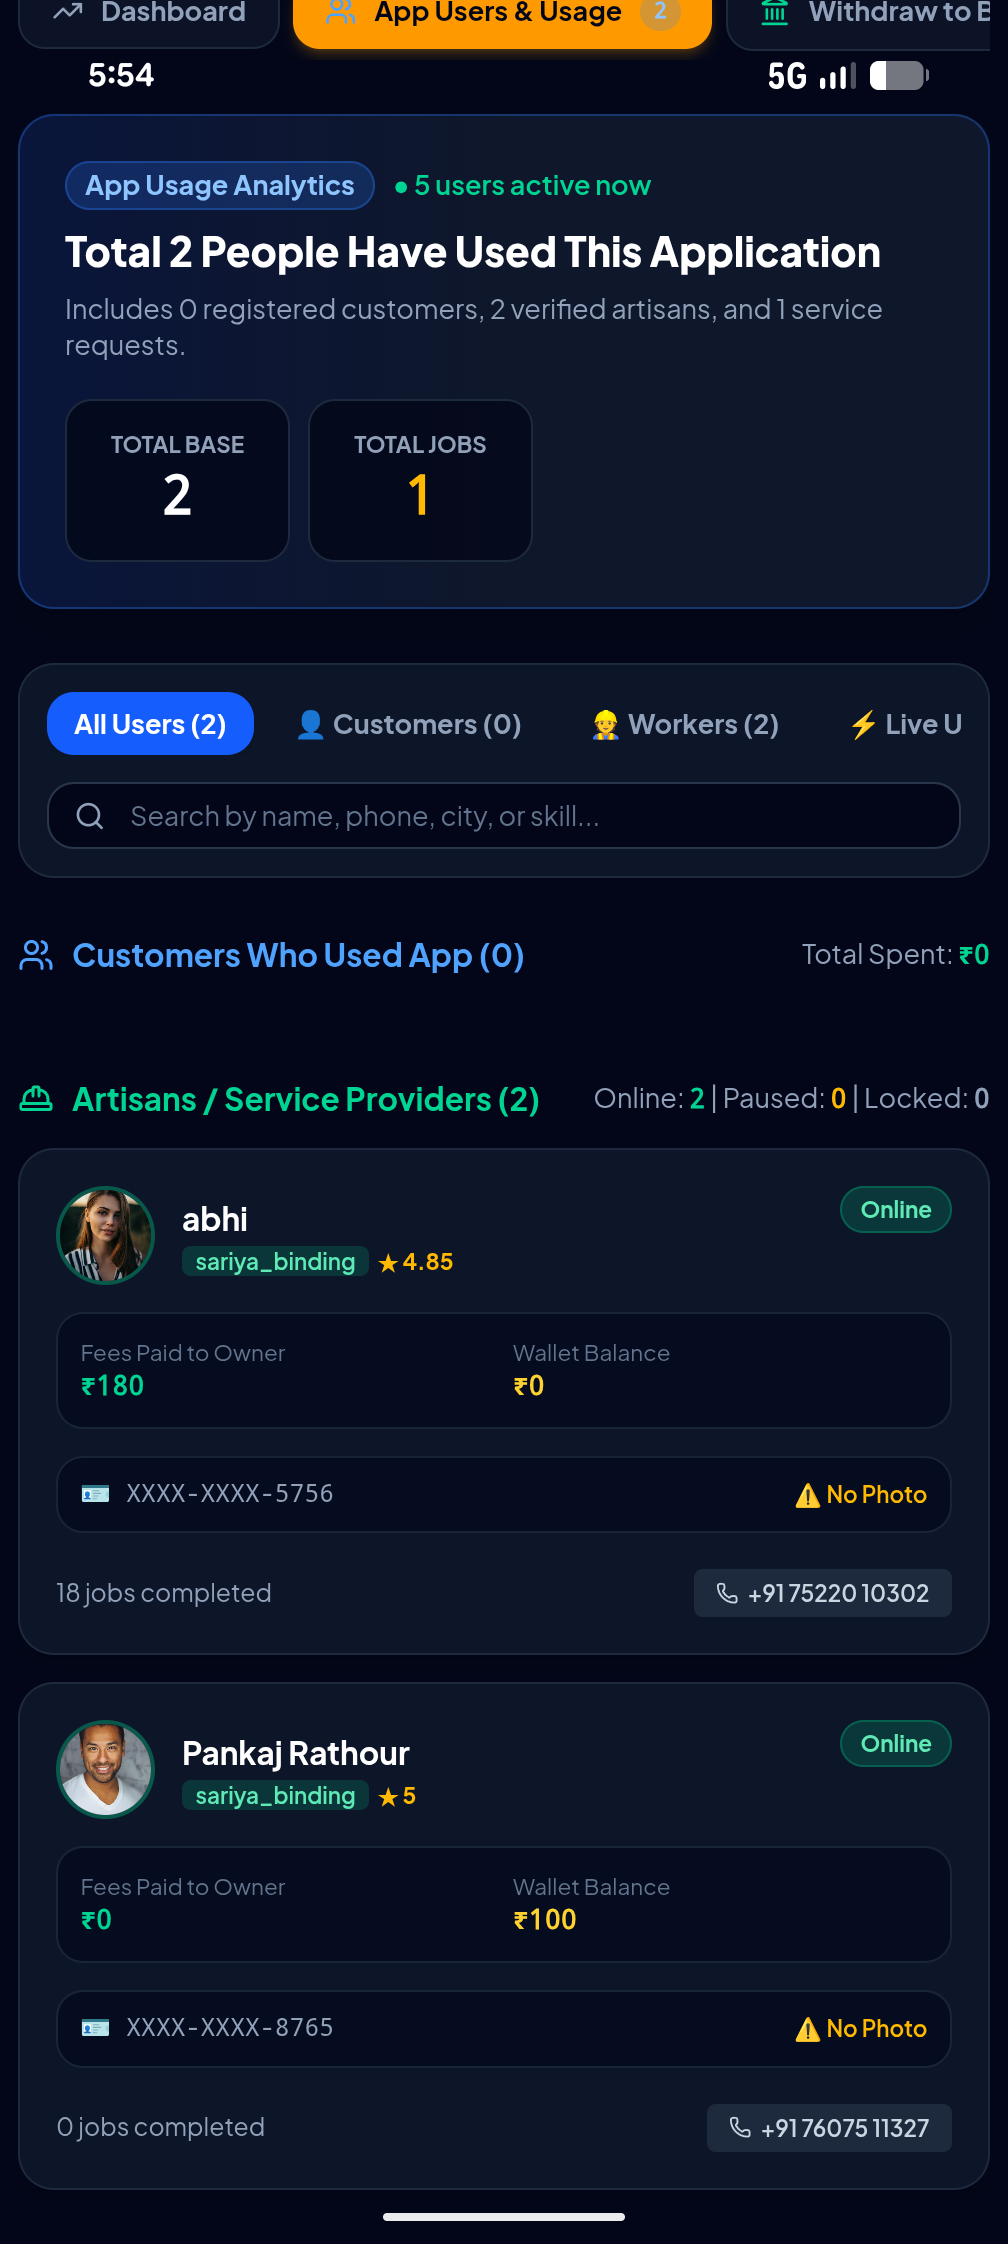 Dashboard
App Users & Usage 2
Withdraw to B
5:54
5G
App Usage Analytics
● 5 users active now
Total 2 People Have Used This Application
Includes 0 registered customers, 2 verified artisans, and 1 service
requests.
TOTAL BASE
2
TOTAL JOBS
1
All Users (2)
👤 Customers (0)
👷 Workers (2)
⚡ Live U
Search by name, phone, city, or skill...
Customers Who Used App (0)
Total Spent: ₹0
Artisans / Service Providers (2)
Online: 2 | Paused: 0 | Locked: 0
abhi
Online
sariya_binding ★ 4.85
Fees Paid to Owner
₹180
Wallet Balance
₹0
🪪 XXXX-XXXX-5756
⚠️ No Photo
18 jobs completed
+91 75220 10302
Pankaj Rathour
Online
sariya_binding ★ 5
Fees Paid to Owner
₹0
Wallet Balance
₹100
🪪 XXXX-XXXX-8765
⚠️ No Photo
0 jobs completed
+91 76075 11327